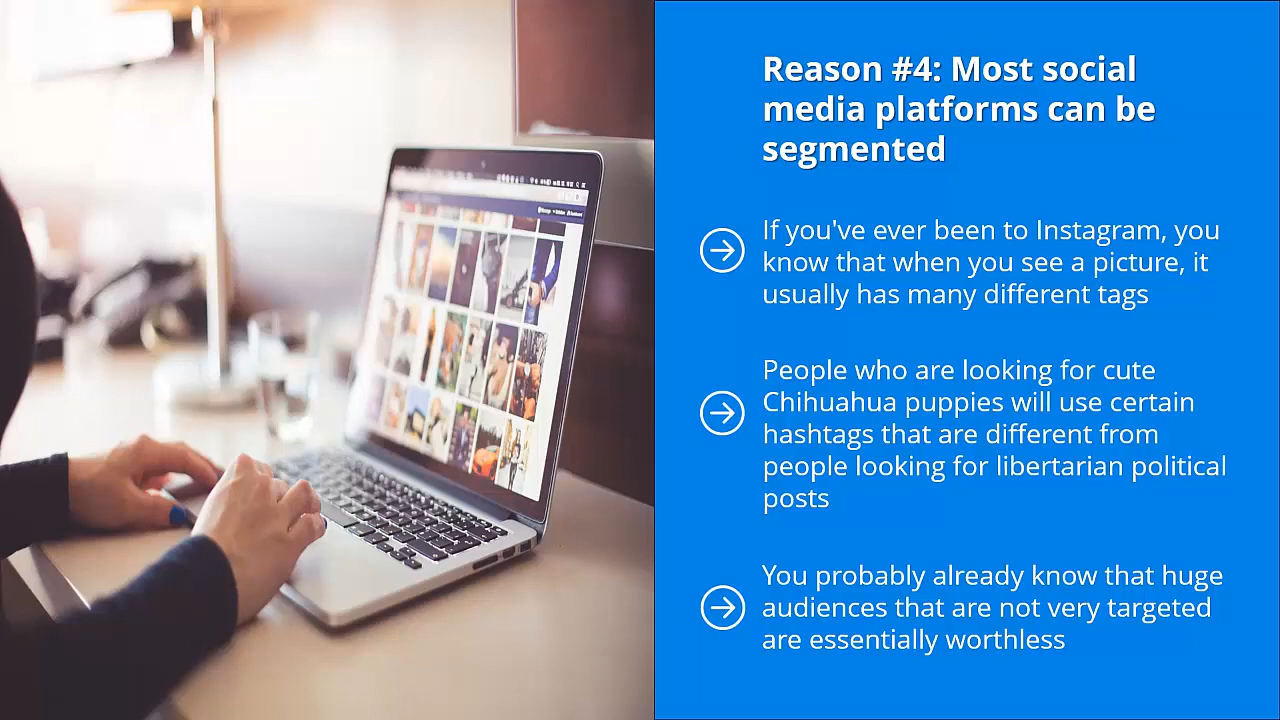 Reason #4: Most social
media platforms can be
segmented
If you've ever been to Instagram, you
know that when you see a picture, it
usually has many different tags
People who are looking for cute
Chihuahua puppies will use certain
hashtags that are different from
people looking for libertarian political
posts
You probably already know that huge
audiences that are not very targeted
are essentially worthless